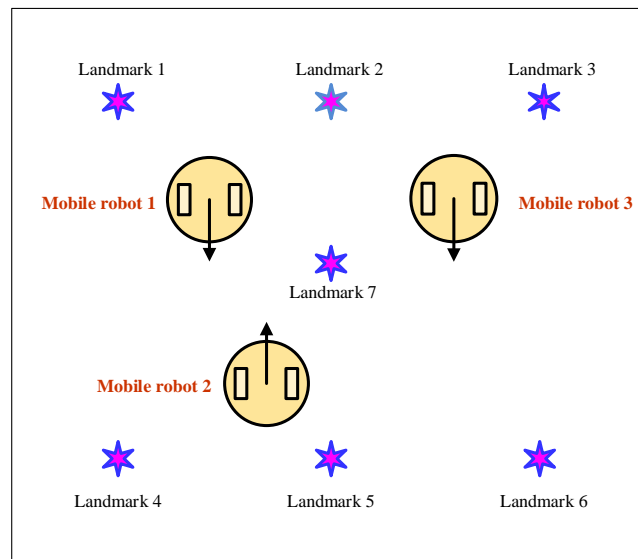 Landmark 1
Landmark 2
Landmark 3
Mobile robot 1
Mobile robot 3
Landmark 7
Mobile robot 2
Landmark 4
Landmark 5
Landmark 6